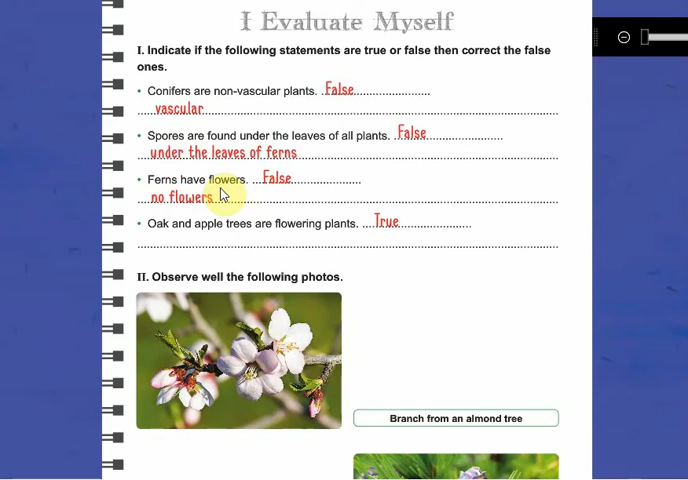 I Evaluate Myself
I. Indicate if the following statements are true or false then correct the false
ones.
• Conifers are non-vascular plants. False
vascular
• Spores are found under the leaves of all plants. False
under the leaves of ferns
• Ferns have flowers. False
no flowers
• Oak and apple trees are flowering plants. True
II. Observe well the following photos.
Branch from an almond tree